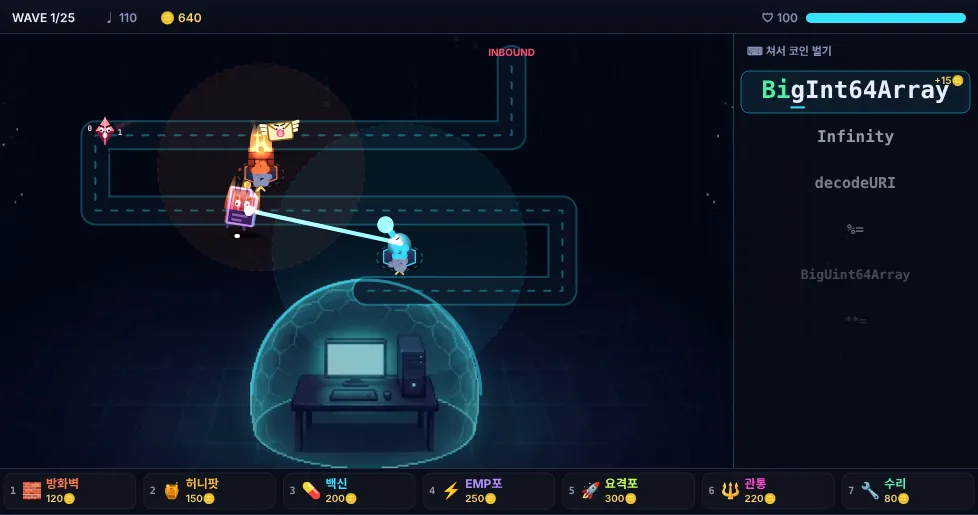 WAVE 1/25
♩ 110
640
100
INBOUND
0 1
쳐서 코인 벌기
BigInt64Array
+15
Infinity
decodeURI
%=
BigUint64Array
**=
1 방화벽
120
2 허니팟
150
3 백신
200
4 EMP포
250
5 요격포
300
6 관통
220
7 수리
80